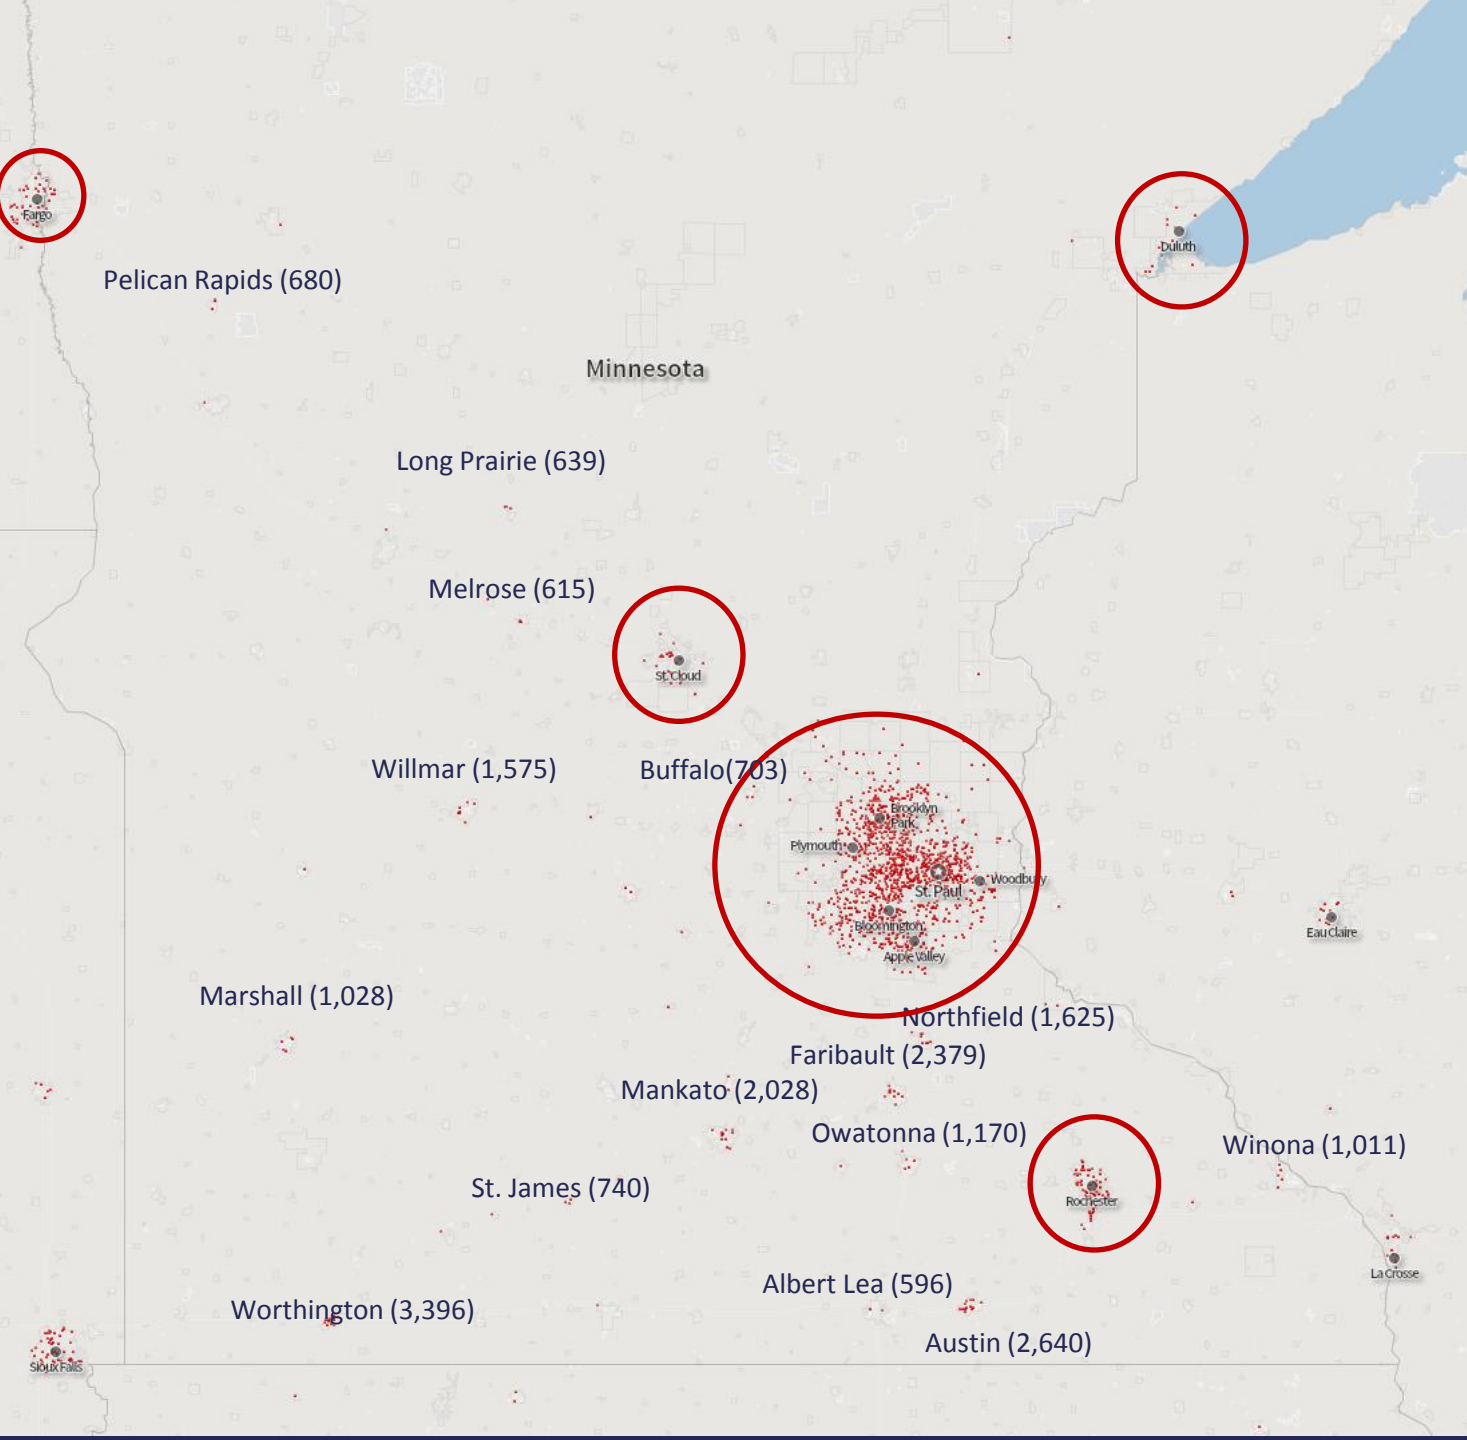 Fargo
Duluth
Pelican Rapids (680)
Minnesota
Long Prairie (639)
Melrose (615)
St. Cloud
Willmar (1,575)
Buffalo(703)
Brooklyn
Park
Plymouth
St. Paul
Woodbury
Bloomington
Apple Valley
Eau Claire
Marshall (1,028)
Northfield (1,625)
Faribault (2,379)
Mankato (2,028)
Owatonna (1,170)
Winona (1,011)
St. James (740)
Rochester
La Crosse
Albert Lea (596)
Worthington (3,396)
Austin (2,640)
Sioux Falls